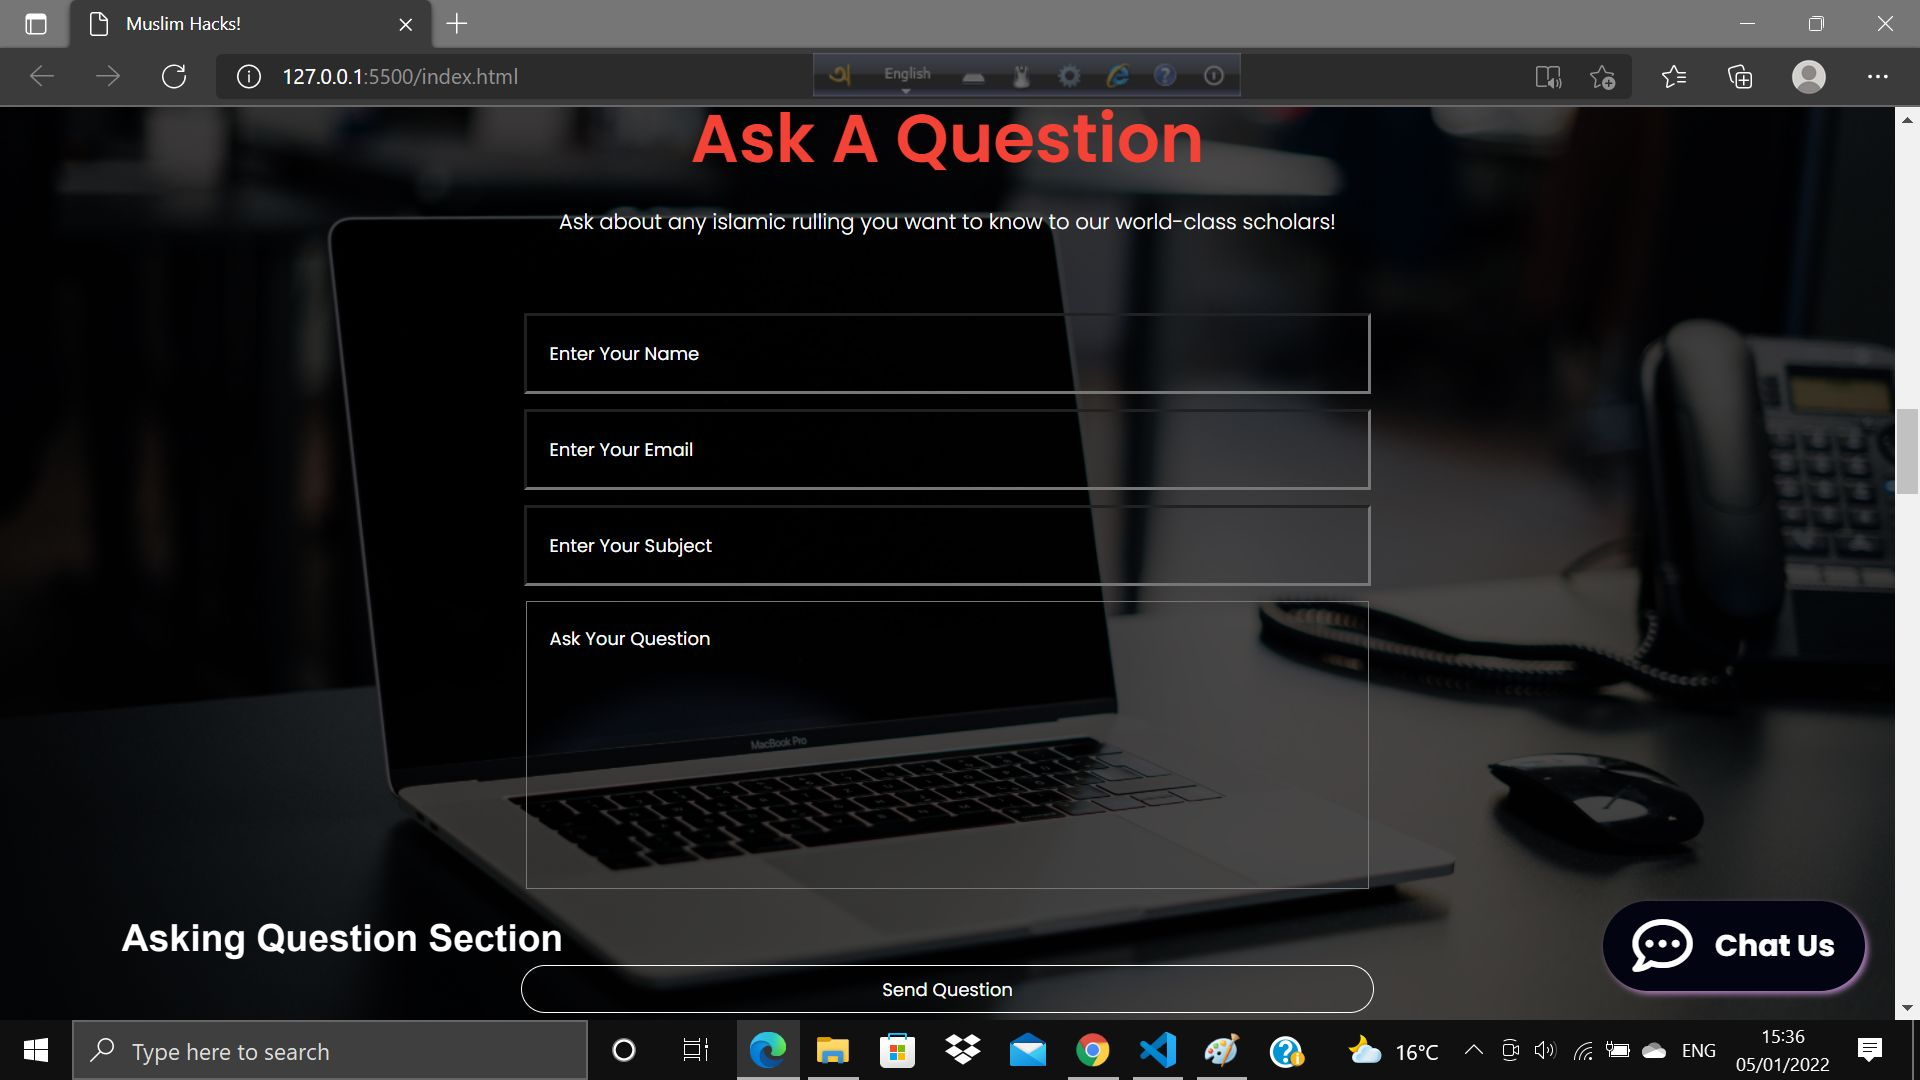 Muslim Hacks!
127.0.0.1:5500/index.html
English
Ask A Question
Ask about any islamic rulling you want to know to our world-class scholars!
Enter Your Name
Enter Your Email
Enter Your Subject
Ask Your Question
MacBook Pro
Asking Question Section
Chat Us
Send Question
Type here to search
16°C
ENG
15:36
05/01/2022